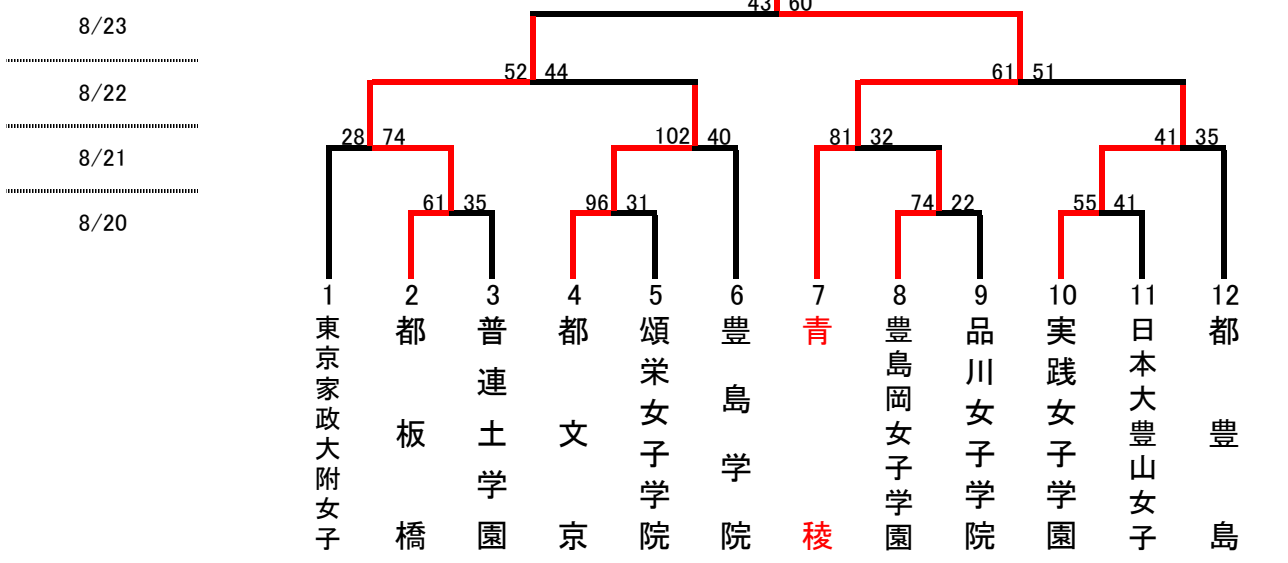 43 60
8/23
52 44
61 51
8/22
28 74
102 40
81 32
41 35
8/21
61 35
96 31
74 22
55 41
8/20
1 2 3 4 5 6 7 8 9 10 11 12
東京家政大附女子
都板橋
普連土学園
都文京
頌栄女子学院
豊島学院
青稜
豊島岡女子学園
品川女子学院
実践女子学園
日本大豊山女子
都豊島